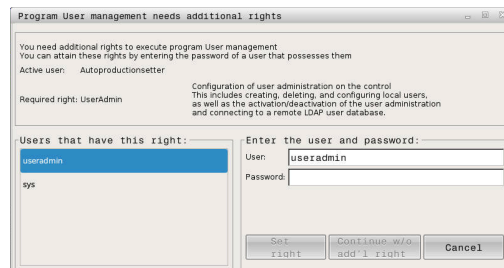 Program User management needs additional rights
You need additional rights to execute program User management
You can attain these rights by entering the password of a user that possesses them
Active user: Autoproductionsetter
Required right: UserAdmin
Configuration of user administration on the control
This includes creating, deleting, and configuring local users,
as well as the activation/deactivation of the user administration
and connecting to a remote LDAP user database.
Users that have this right:
useradmin
sys
Enter the user and password:
User: useradmin
Password:
Set right
Continue w/o add'l right
Cancel